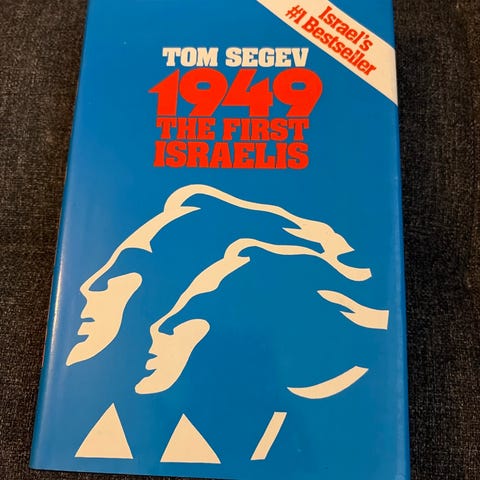 Israel's
#1 Bestseller
TOM SEGEV
1949
THE FIRST
ISRAELIS